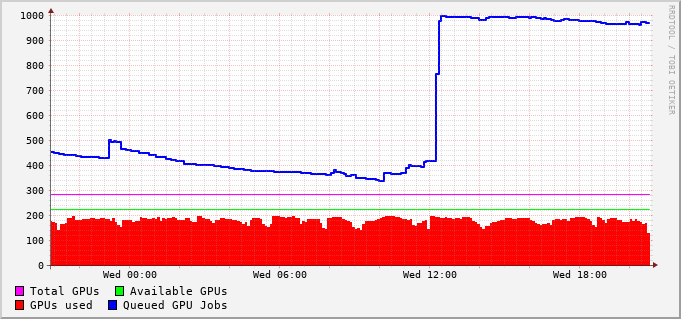 1000
900
800
700
600
500
400
300
200
100
0
Wed 00:00 Wed 06:00 Wed 12:00 Wed 18:00
Total GPUs Available GPUs
GPUs used Queued GPU Jobs
RRDTOOL / TOBI OETIKER